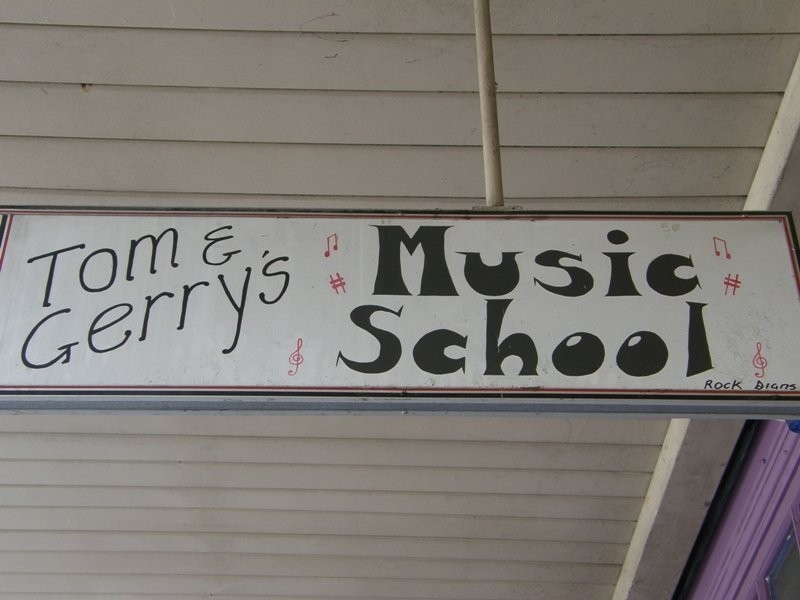 Tom &
Gerry's
Music
School
Rock Signs